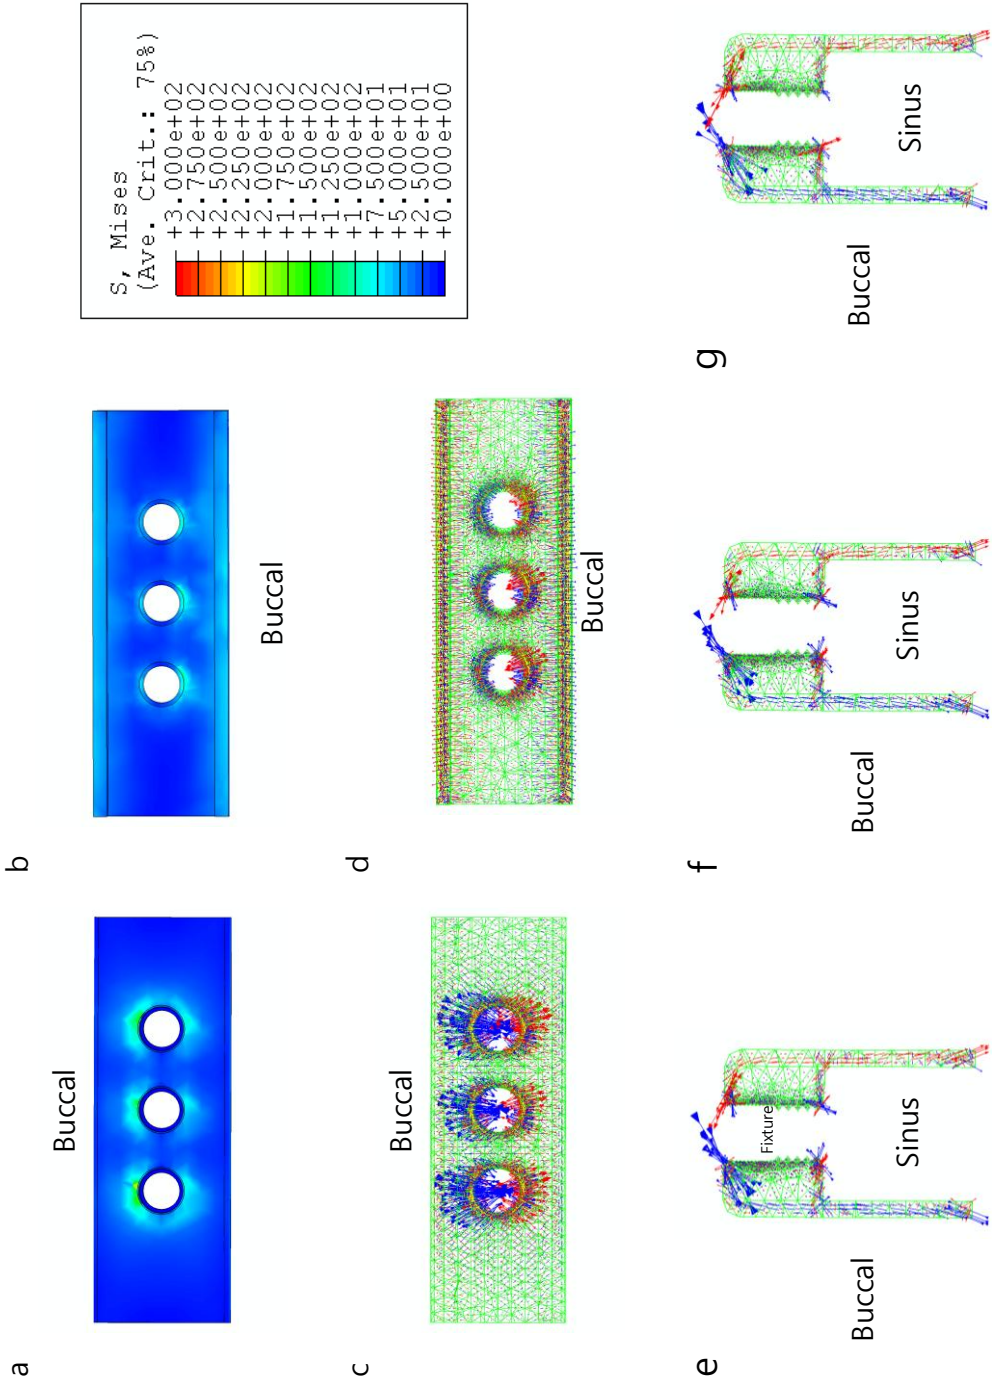 a
Buccal
b
Buccal
S, Mises
(Ave. Crit.: 75%)
+3.000e+02
+2.750e+02
+2.500e+02
+2.250e+02
+2.000e+02
+1.750e+02
+1.500e+02
+1.250e+02
+1.000e+02
+7.500e+01
+5.000e+01
+2.500e+01
+0.000e+00
c
Buccal
d
Buccal
e
Buccal
Fixture
Sinus
f
Buccal
Sinus
g
Buccal
Sinus